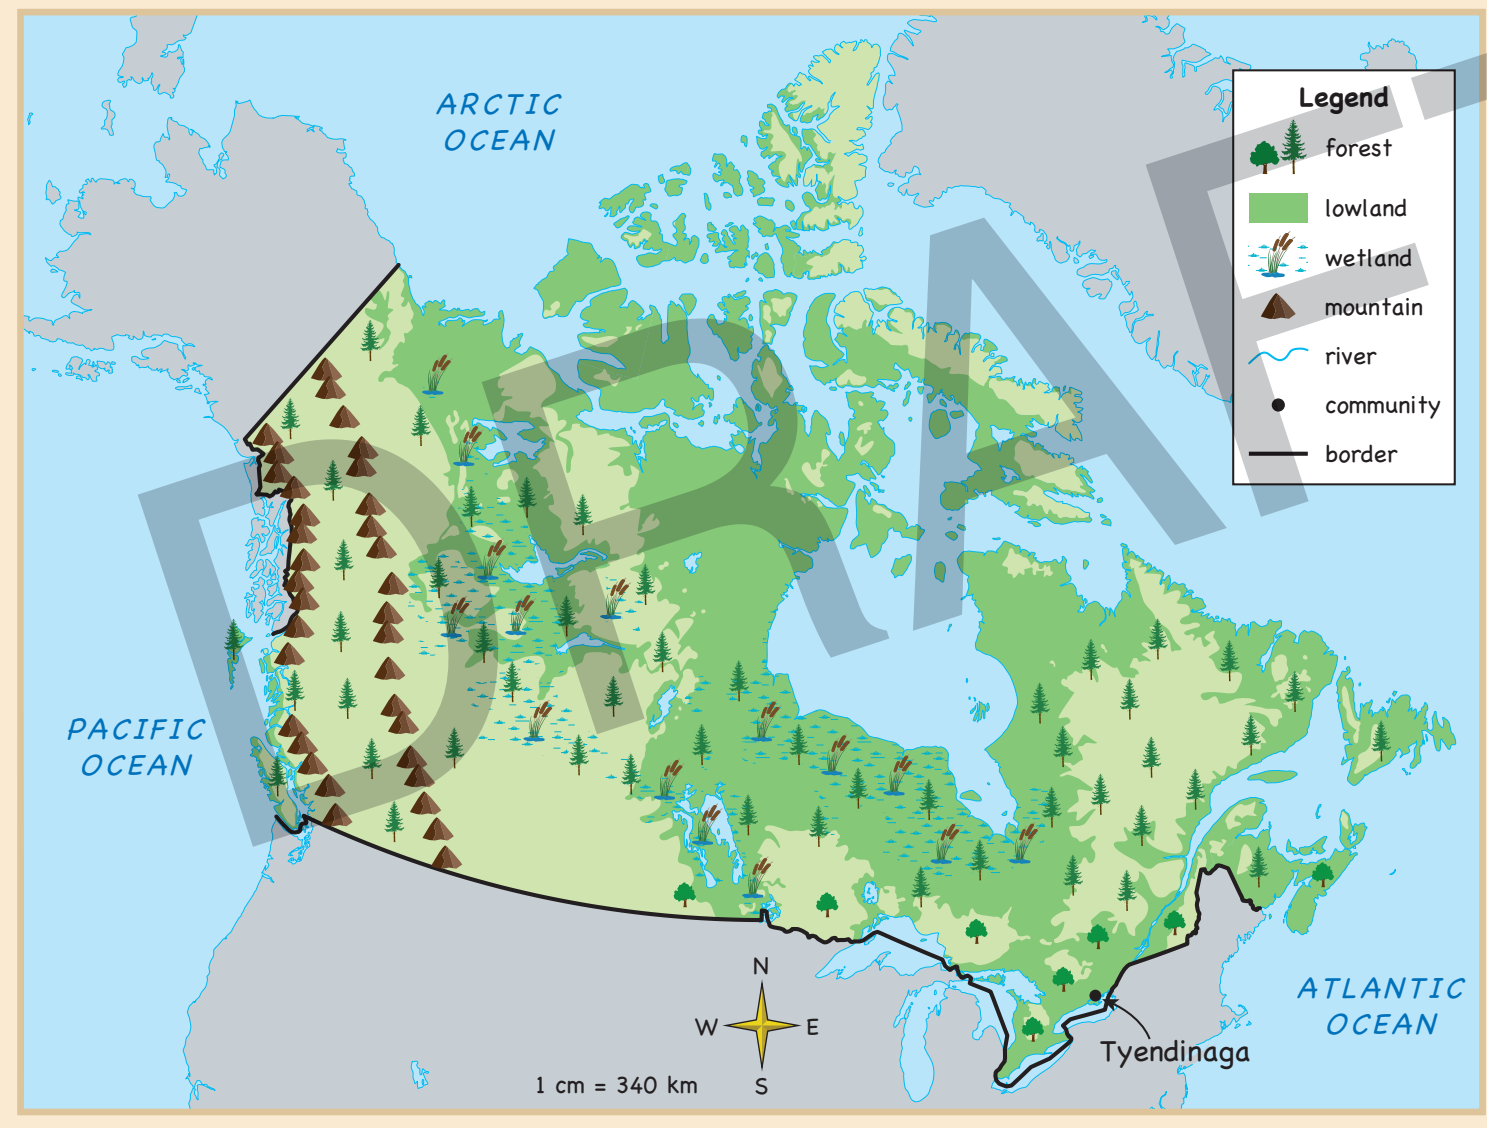 ARCTIC
OCEAN
Legend
forest
lowland
wetland
mountain
river
community
border
PACIFIC
OCEAN
ATLANTIC
OCEAN
N
W
E
S
Tyendinaga
1 cm = 340 km
DRAFT